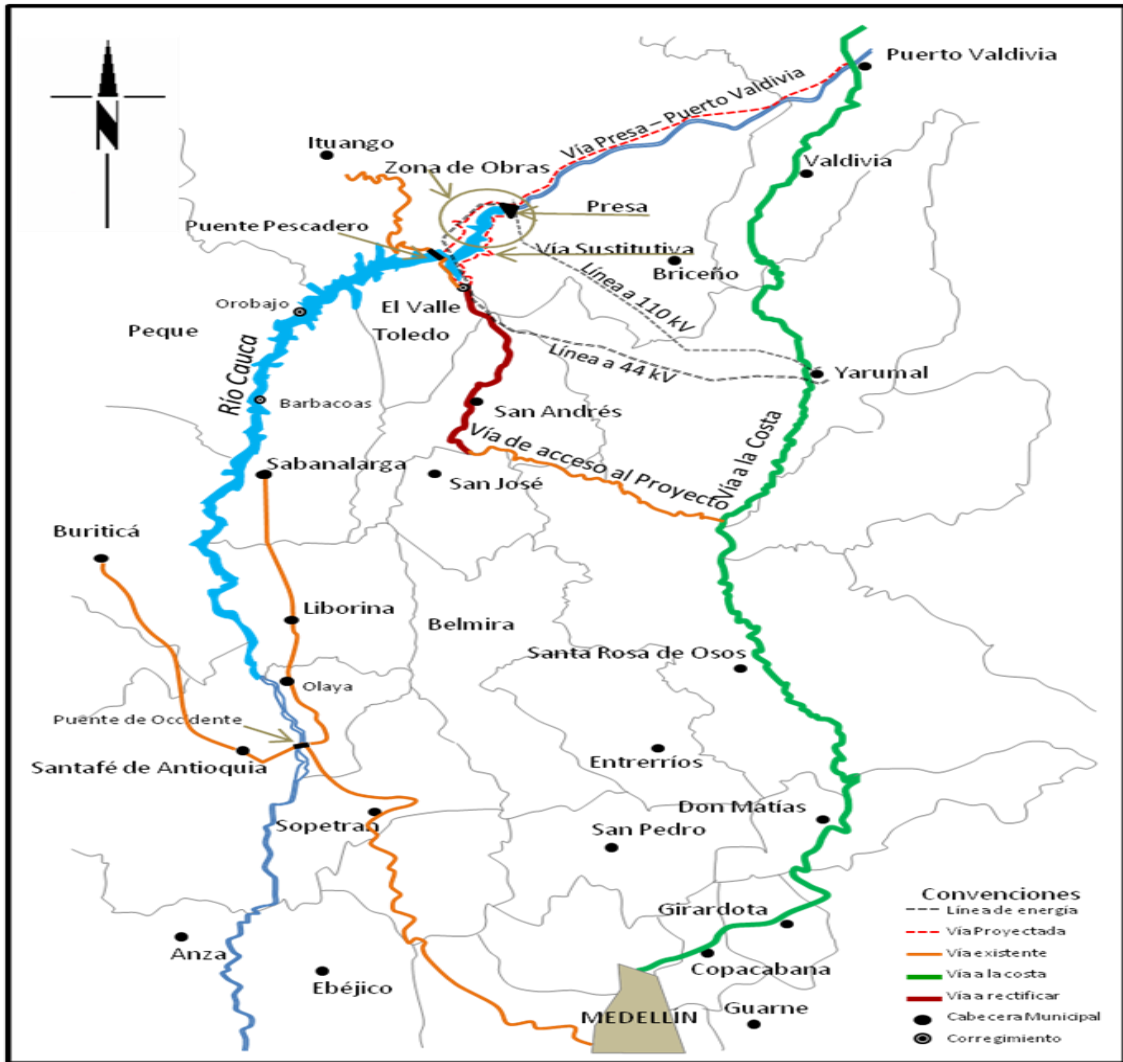 Puerto Valdivia
Vía Presa – Puerto Valdivia
N
Ituango
Zona de Obras
Valdivia
Presa
Puente Pescadero
Vía Sustitutiva
Briceño
Línea a 110 kV
Orobajo
El Valle
Peque
Toledo
Línea a 44 kV
Yarumal
Río Cauca
Barbacoas
San Andrés
Vía de acceso al Proyecto
Vía a la Costa
Sabanalarga
San José
Buriticá
Liborina
Belmira
Santa Rosa de Osos
Olaya
Puente de Occidente
Santafé de Antioquia
Entrerríos
Don Matías
Sopetran
San Pedro
Convenciones
Línea de energía
Vía Proyectada
Vía existente
Vía a la costa
Vía a rectificar
Cabecera Municipal
Corregimiento
Girardota
Anza
Copacabana
Ebéjico
Guarne
MEDELLIN